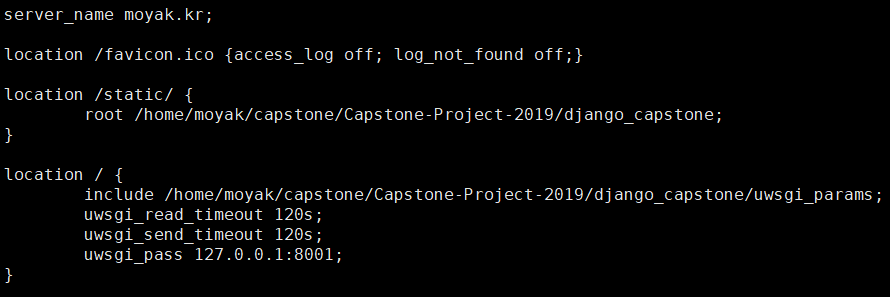 server_name moyak.kr;
location /favicon.ico {access_log off; log_not_found off;}
location /static/ {
        root /home/moyak/capstone/Capstone-Project-2019/django_capstone;
}
location / {
        include /home/moyak/capstone/Capstone-Project-2019/django_capstone/uwsgi_params;
        uwsgi_read_timeout 120s;
        uwsgi_send_timeout 120s;
        uwsgi_pass 127.0.0.1:8001;
}